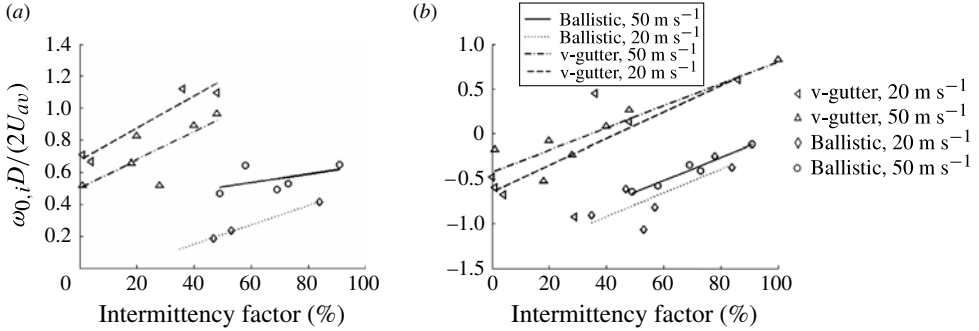 (a)
1.4
1.2
1.0
0.8
0.6
0.4
0.2
0 20 40 60 80 100
ω0,iD/(2Uav)
Intermittency factor (%)
(b)
Ballistic, 50 m s−1
Ballistic, 20 m s−1
v-gutter, 50 m s−1
v-gutter, 20 m s−1
1.0
0.5
0
−0.5
−1.0
−1.5
0 20 40 60 80 100
Intermittency factor (%)
v-gutter, 20 m s−1
v-gutter, 50 m s−1
Ballistic, 20 m s−1
Ballistic, 50 m s−1